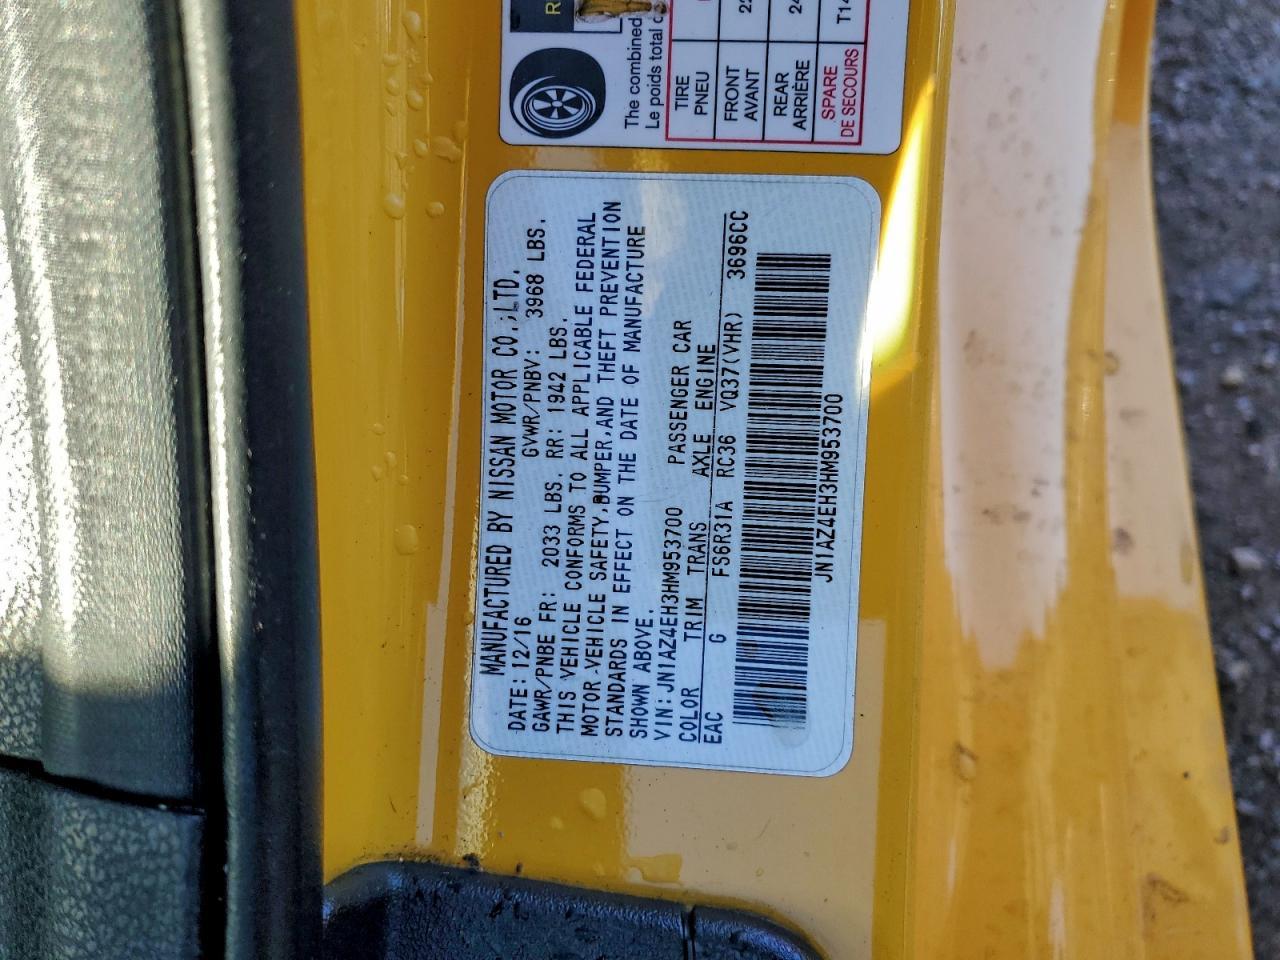 R
The combined
Le poids total
TIRE
PNEU
FRONT
AVANT
REAR
ARRIÈRE
SPARE
DE SECOURS
22
24
T14
MANUFACTURED BY NISSAN MOTOR CO.,LTD.
DATE: 12/16 GVWR/PNBV: 3968 LBS.
GAWR/PNBE FR: 2033 LBS. RR: 1942 LBS.
THIS VEHICLE CONFORMS TO ALL APPLICABLE FEDERAL
MOTOR VEHICLE SAFETY,BUMPER,AND THEFT PREVENTION
STANDARDS IN EFFECT ON THE DATE OF MANUFACTURE
SHOWN ABOVE.
VIN: JN1AZ4EH3HM953700 PASSENGER CAR
COLOR TRIM TRANS AXLE ENGINE
EAC G FS6R31A RC36 VQ37(VHR) 3696CC
JN1AZ4EH3HM953700